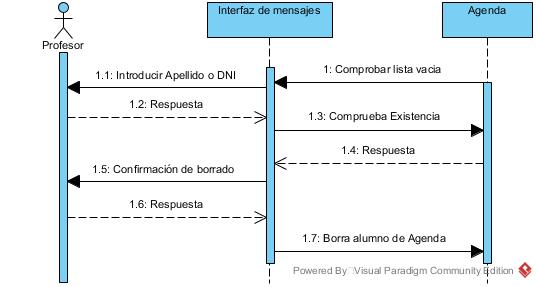 Interfaz de mensajes
Agenda
Profesor
1: Comprobar lista vacia
1.1: Introducir Apellido o DNI
1.2: Respuesta
1.3: Comprueba Existencia
1.4: Respuesta
1.5: Confirmación de borrado
1.6: Respuesta
1.7: Borra alumno de Agenda
Powered By Visual Paradigm Community Edition